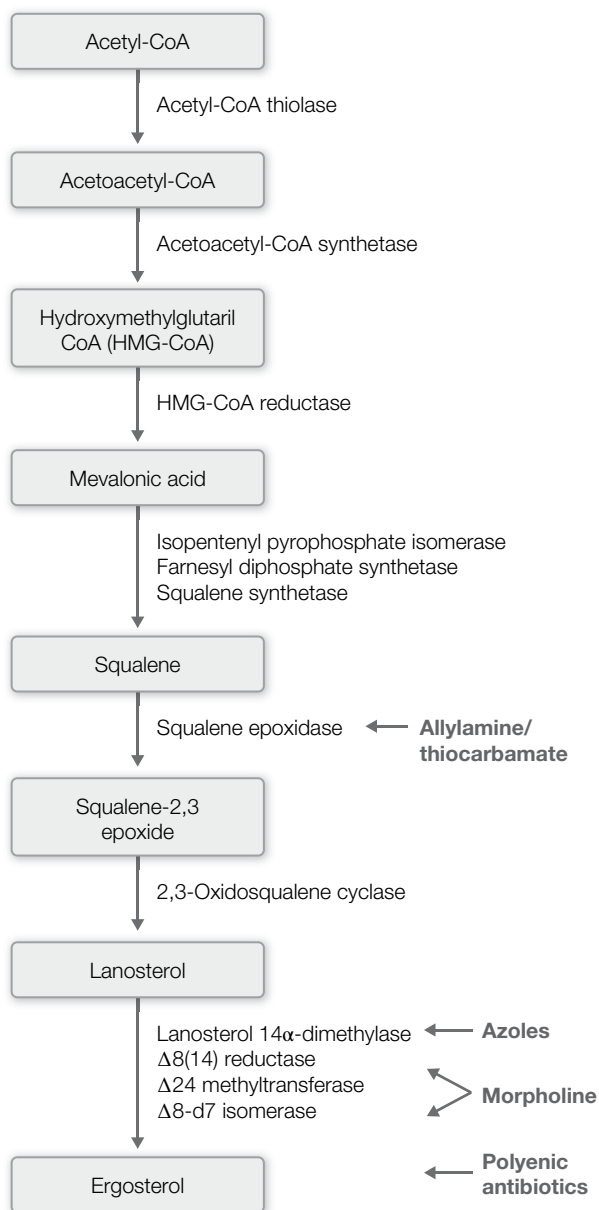 Acetyl-CoA
Acetyl-CoA thiolase
Acetoacetyl-CoA
Acetoacetyl-CoA synthetase
Hydroxymethylglutaril
CoA (HMG-CoA)
HMG-CoA reductase
Mevalonic acid
Isopentenyl pyrophosphate isomerase
Farnesyl diphosphate synthetase
Squalene synthetase
Squalene
Squalene epoxidase
Allylamine/
thiocarbamate
Squalene-2,3
epoxide
2,3-Oxidosqualene cyclase
Lanosterol
Lanosterol 14α-dimethylase
Azoles
Δ8(14) reductase
Δ24 methyltransferase
Δ8-d7 isomerase
Morpholine
Ergosterol
Polyenic
antibiotics